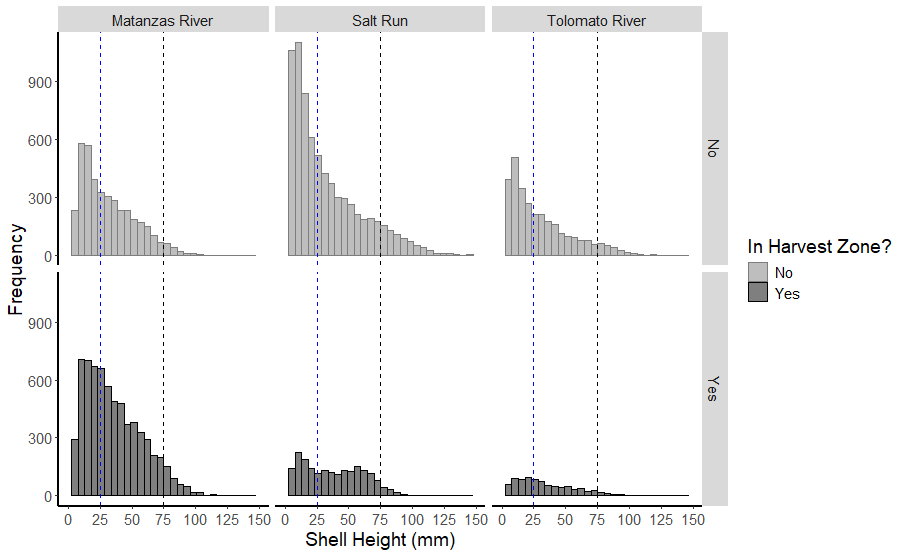 Matanzas River Salt Run Tolomato River
900
600
300
0
No
900
600
300
0
Yes
Frequency
0 25 50 75 100 125 150 0 25 50 75 100 125 150 0 25 50 75 100 125 150
Shell Height (mm)
In Harvest Zone?
No
Yes